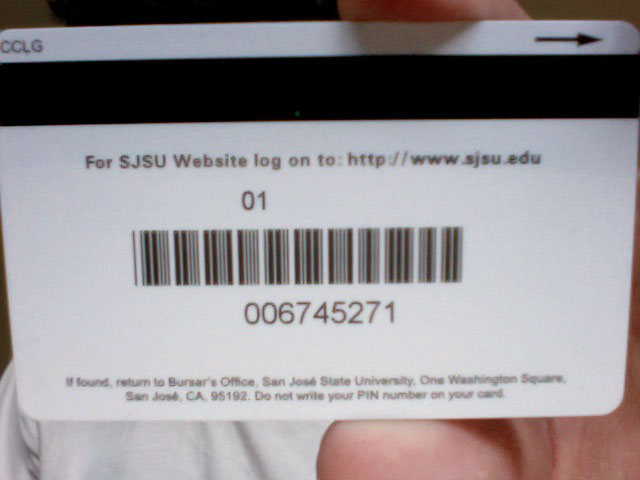 CCLG
For SJSU Website log on to: http://www.sjsu.edu
01
006745271
If found, return to Bursar's Office, San José State University, One Washington Square,
San José, CA, 95192. Do not write your PIN number on your card.